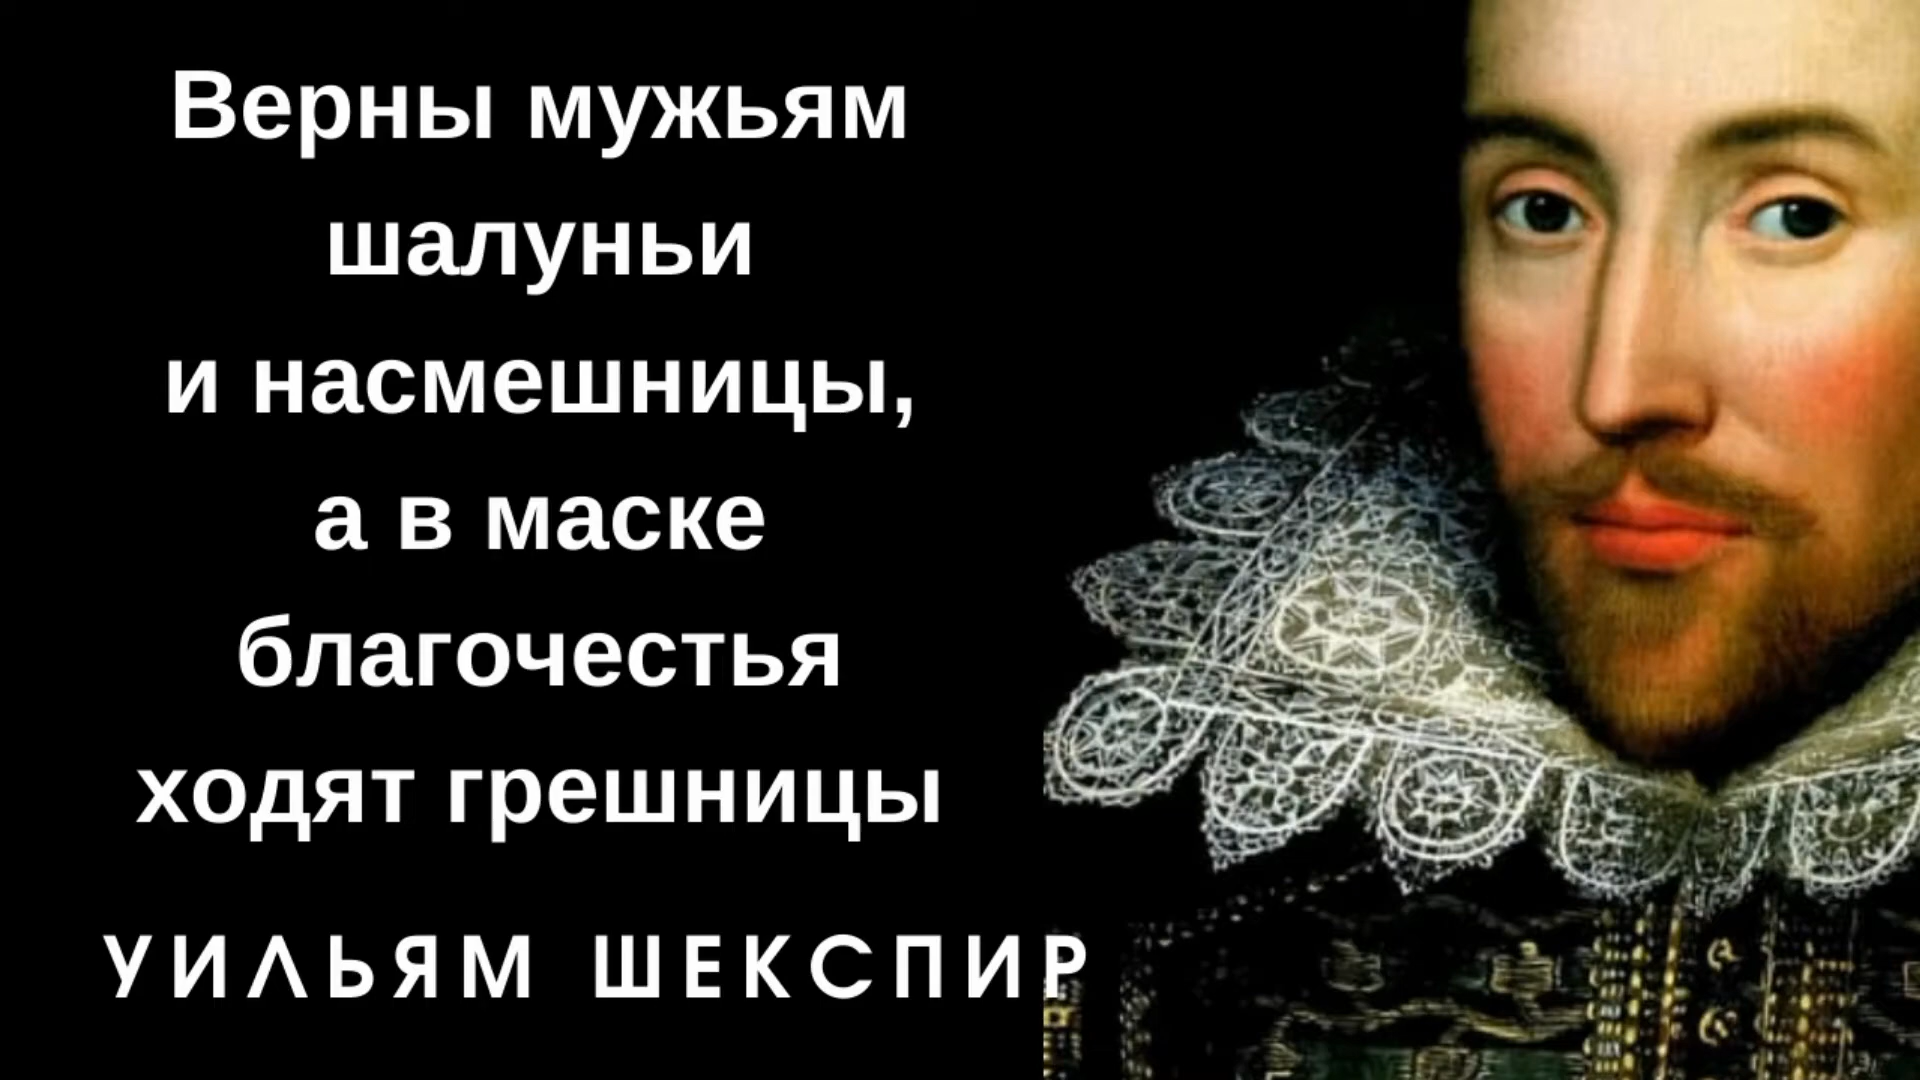 Верны мужьям
шалуньи
и насмешницы,
а в маске
благочестья
ходят грешницы
УИЛЬЯМ ШЕКСПИР